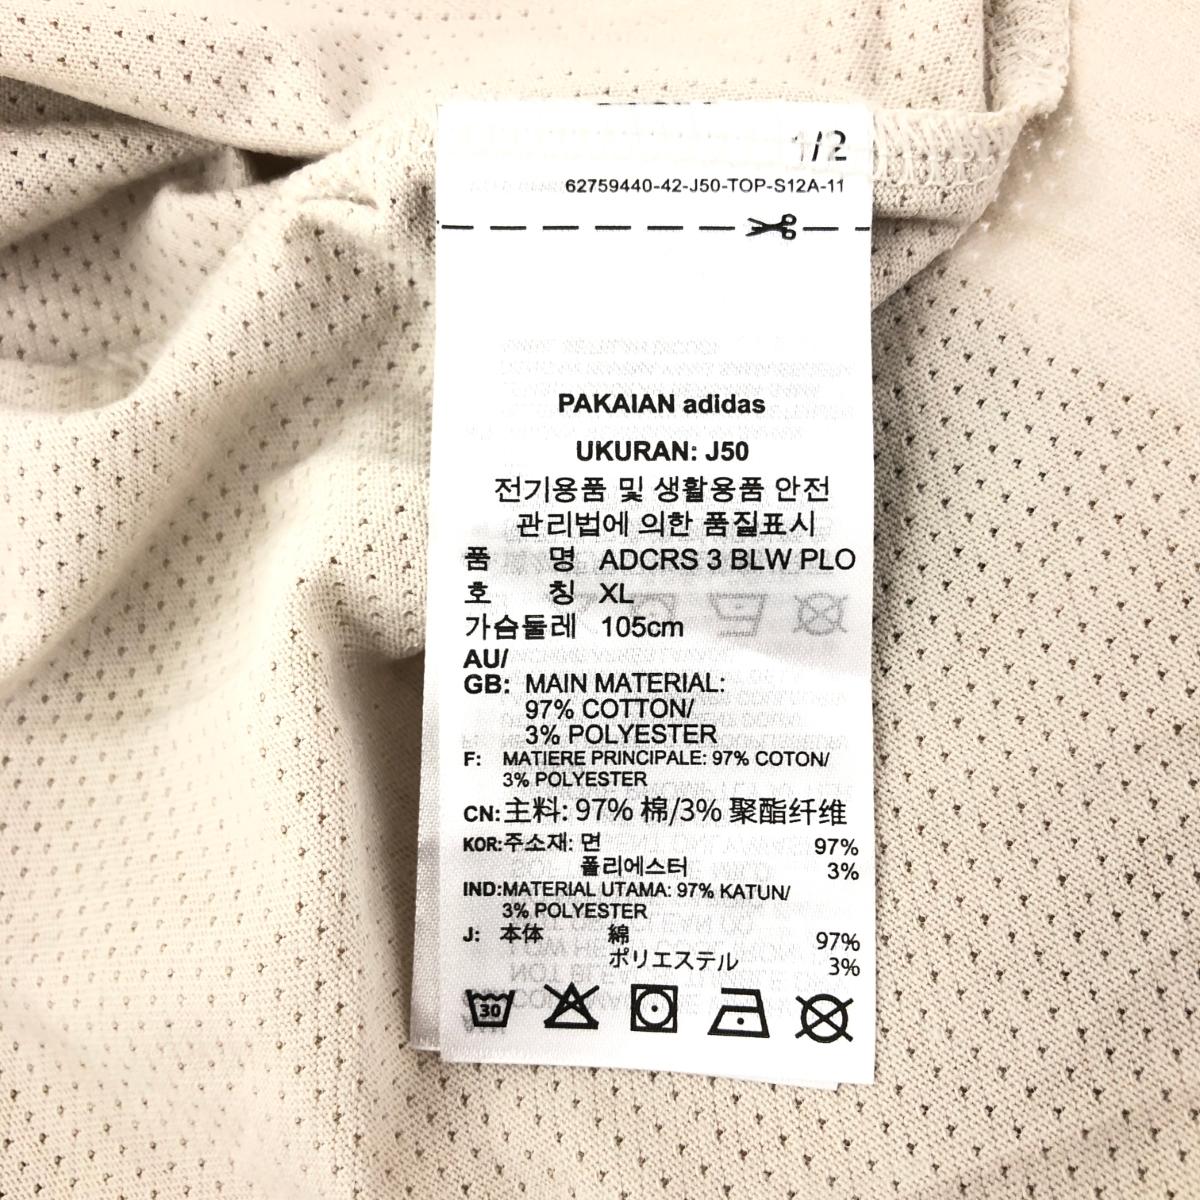 1/2
62759440-42-J50-TOP-S12A-11
PAKAIAN adidas
UKURAN: J50
전기용품 및 생활용품 안전
관리법에 의한 품질표시
품 명 ADCRS 3 BLW PLO
호 칭 XL
가슴둘레 105cm
AU/
GB: MAIN MATERIAL:
97% COTTON/
3% POLYESTER
F: MATIERE PRINCIPALE: 97% COTON/
3% POLYESTER
CN: 主料: 97% 棉/3% 聚酯纤维
KOR: 주소재: 면 97%
폴리에스터 3%
IND: MATERIAL UTAMA: 97% KATUN/
3% POLYESTER
J: 本体 綿 97%
ポリエステル 3%
30